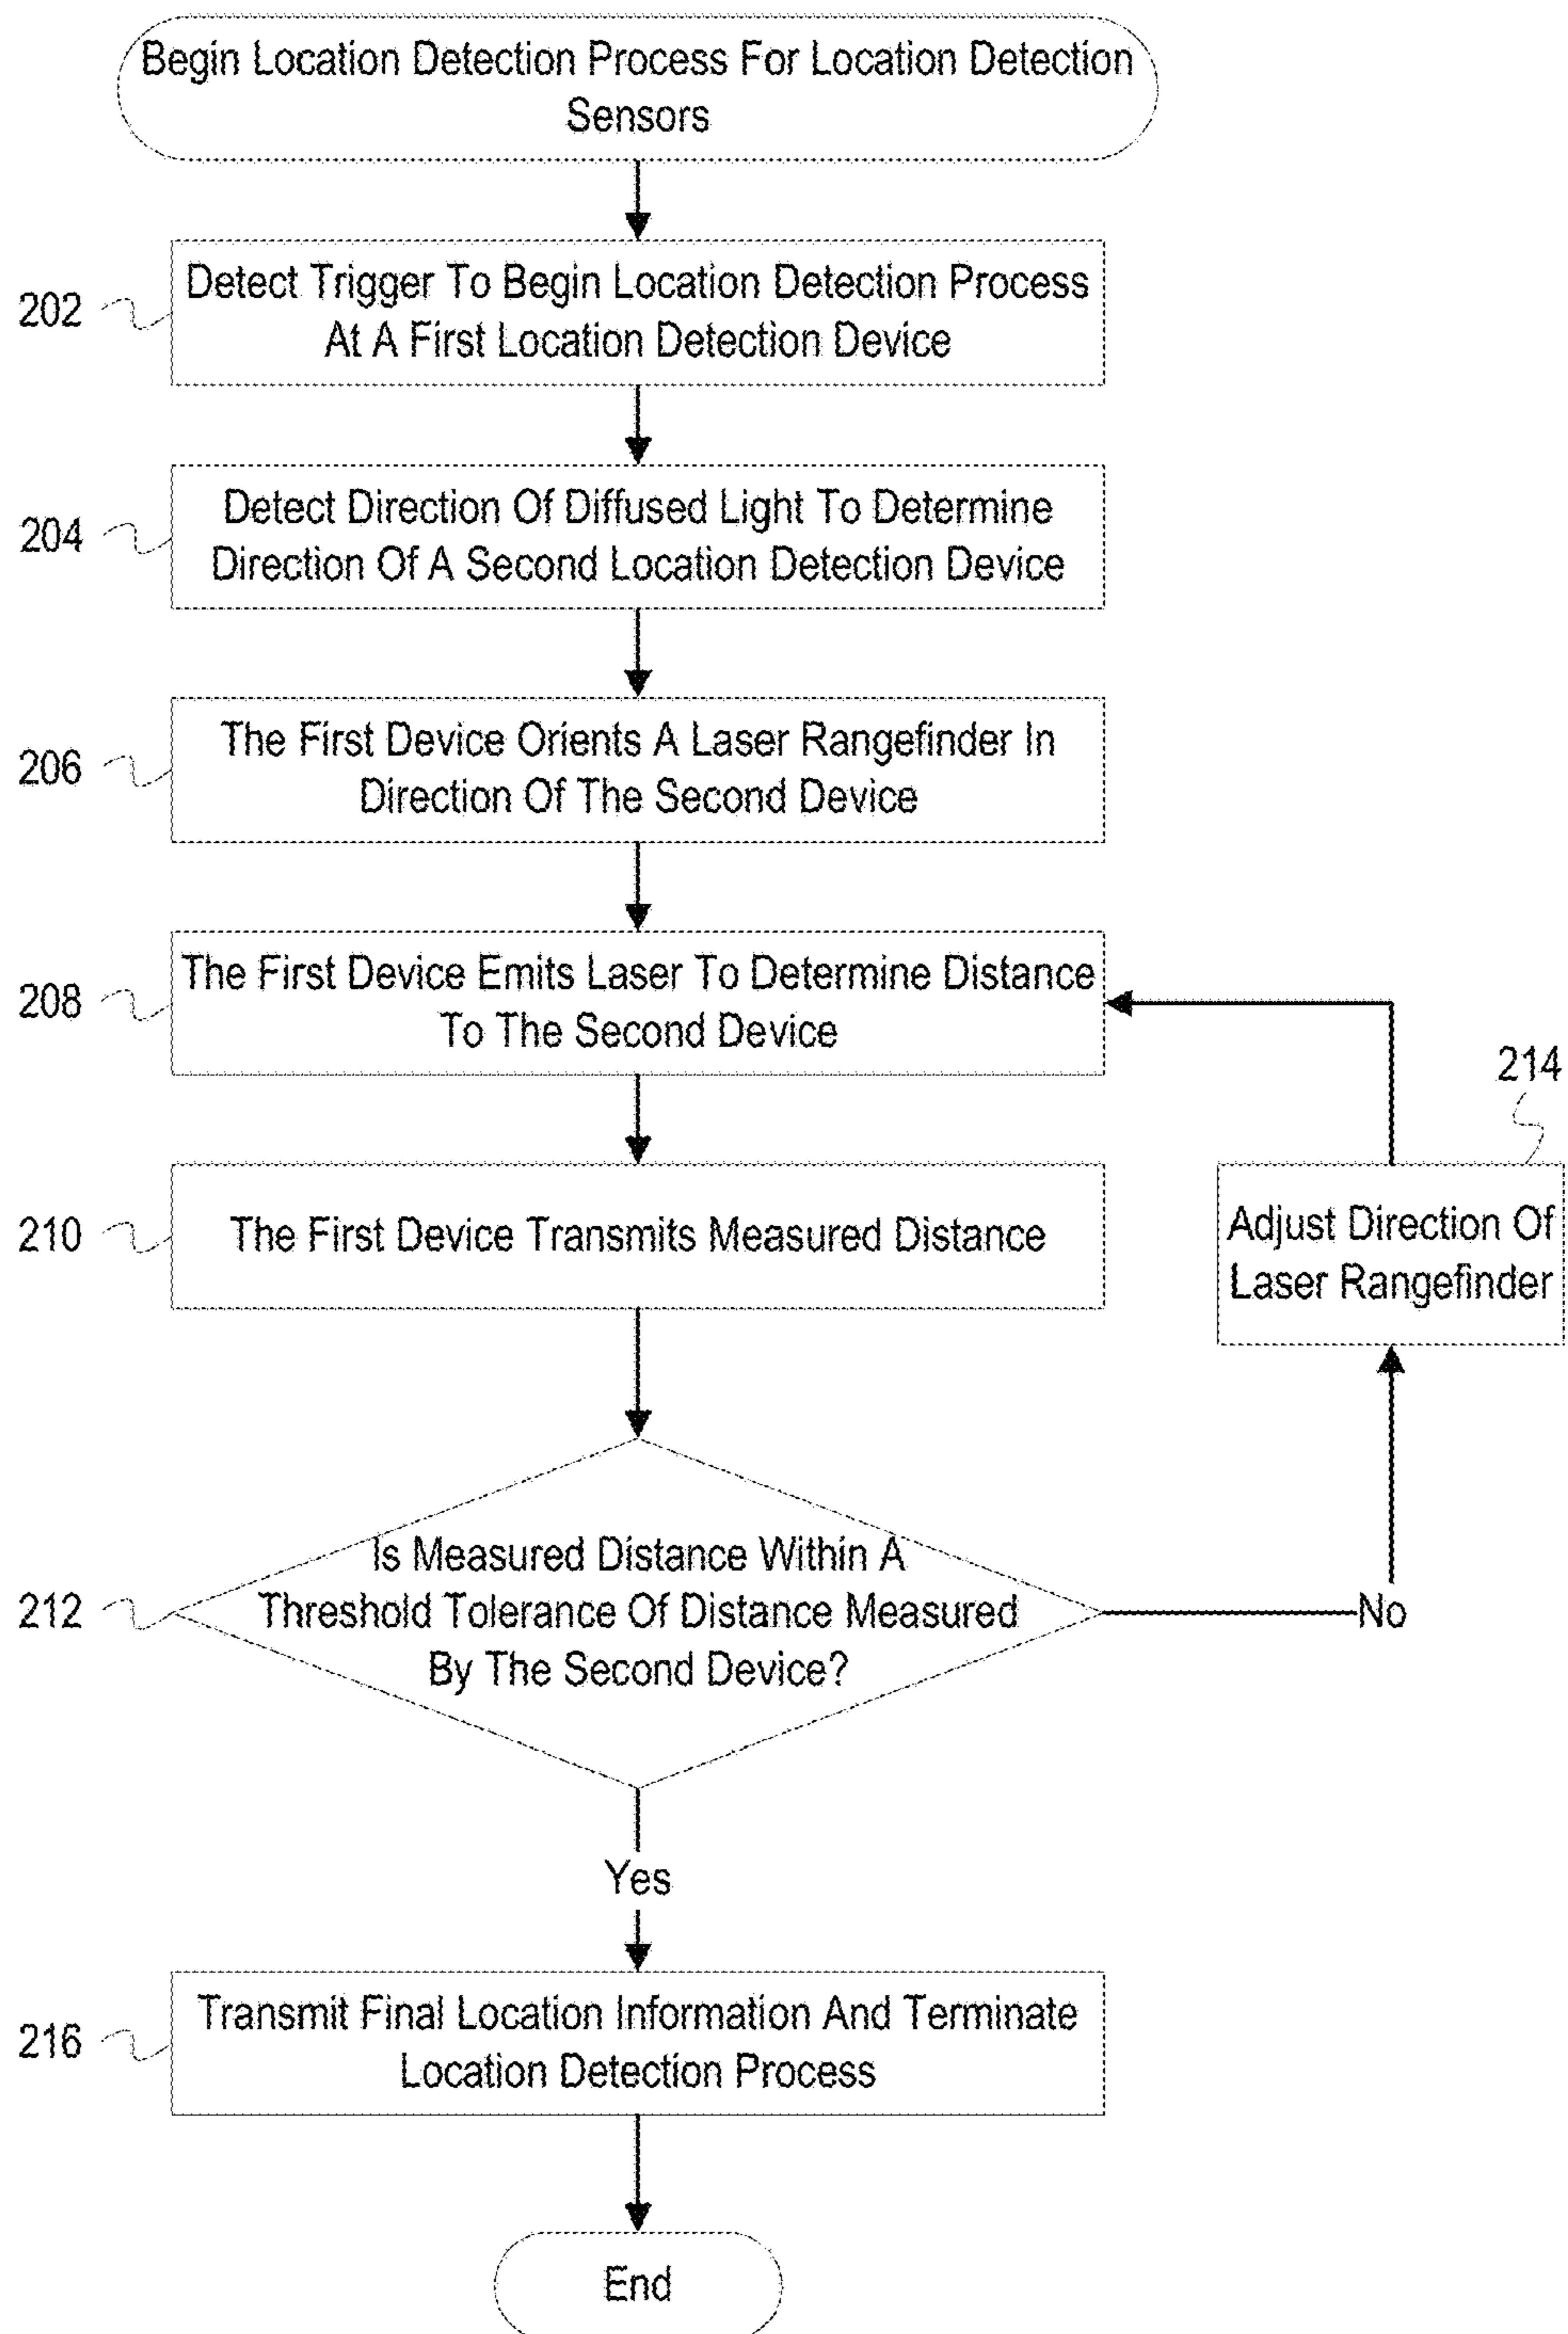 Begin Location Detection Process For Location Detection
Sensors
202
Detect Trigger To Begin Location Detection Process
At A First Location Detection Device
204
Detect Direction Of Diffused Light To Determine
Direction Of A Second Location Detection Device
206
The First Device Orients A Laser Rangefinder In
Direction Of The Second Device
208
The First Device Emits Laser To Determine Distance
To The Second Device
214
Adjust Direction Of
Laser Rangefinder
210
The First Device Transmits Measured Distance
212
Is Measured Distance Within A
Threshold Tolerance Of Distance Measured
By The Second Device?
No
Yes
216
Transmit Final Location Information And Terminate
Location Detection Process
End